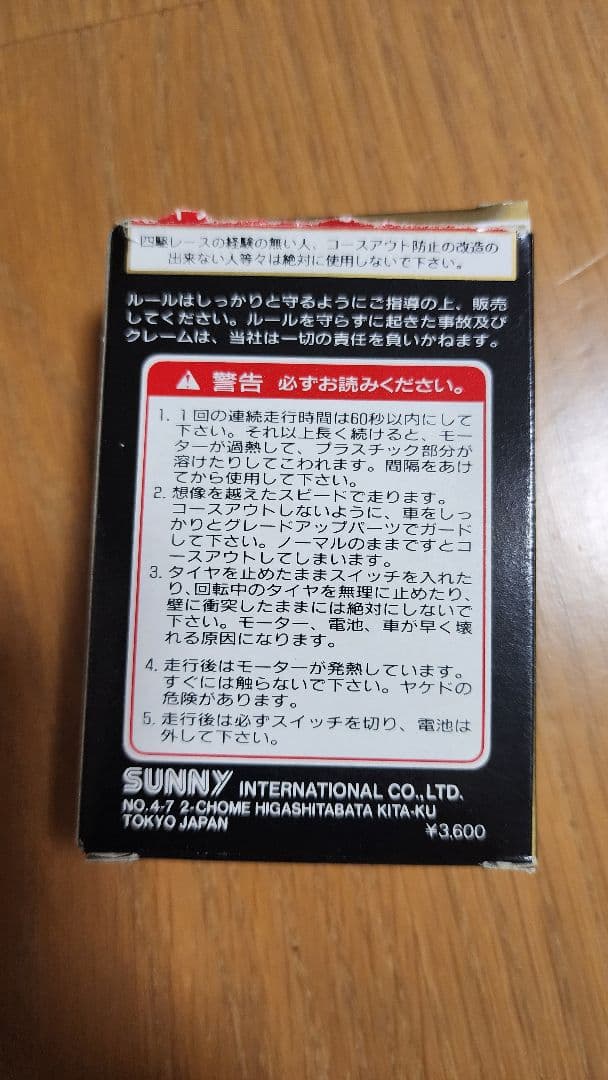 四駆レースの経験の無い人、コースアウト防止の改造の
出来ない人等々は絶対に使用しないで下さい。
ルールはしっかりと守るようにご指導の上、販売
してください。ルールを守らずに起きた事故及び
クレームは、当社は一切の責任を負いかねます。
警告 必ずお読みください。
1. 1回の連続走行時間は60秒以内にして
下さい。それ以上長く続けると、モー
ターが過熱して、プラスチック部分が
溶けたりしてこわれます。間隔をあけ
てから使用して下さい。
2. 想像を越えたスピードで走ります。
コースアウトしないように、車をしっ
かりとグレードアップパーツでガード
して下さい。ノーマルのままですとコ
ースアウトしてしまいます。
3. タイヤを止めたままスイッチを入れた
り、回転中のタイヤを無理に止めたり、
壁に衝突したままには絶対にしないで
下さい。モーター、電池、車が早く壊
れる原因になります。
4. 走行後はモーターが発熱しています。
すぐには触らないで下さい。ヤケドの
危険があります。
5. 走行後は必ずスイッチを切り、電池は
外して下さい。
SUNNY INTERNATIONAL CO.,LTD.
NO.4-7 2-CHOME HIGASHITABATA KITA-KU
TOKYO JAPAN
¥3,600